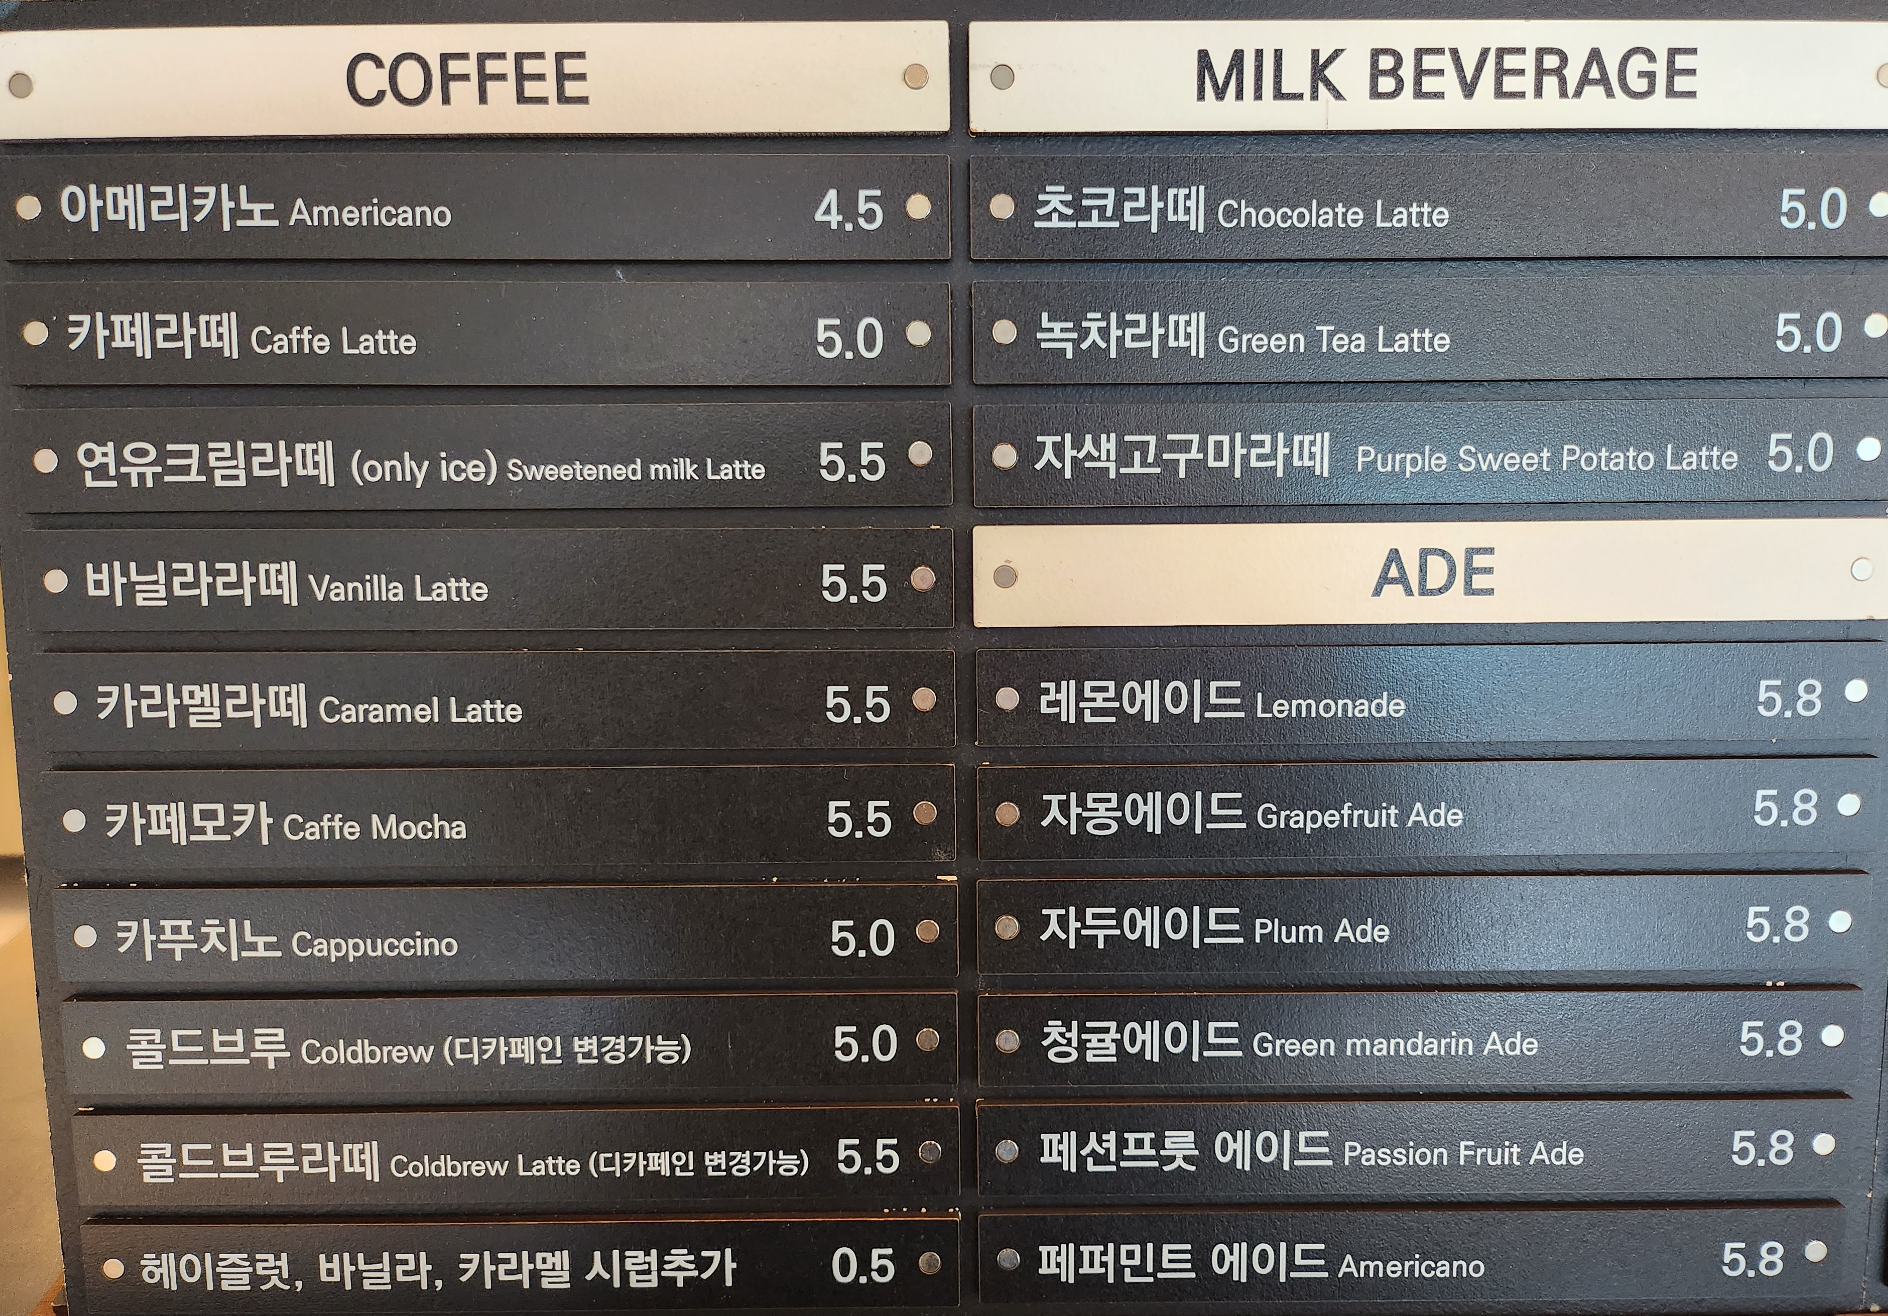 COFFEE
아메리카노 Americano 4.5
카페라떼 Caffe Latte 5.0
연유크림라떼 (only ice) Sweetened milk Latte 5.5
바닐라라떼 Vanilla Latte 5.5
카라멜라떼 Caramel Latte 5.5
카페모카 Caffe Mocha 5.5
카푸치노 Cappuccino 5.0
콜드브루 Coldbrew (디카페인 변경가능) 5.0
콜드브루라떼 Coldbrew Latte (디카페인 변경가능) 5.5
헤이즐럿, 바닐라, 카라멜 시럽추가 0.5
MILK BEVERAGE
초코라떼 Chocolate Latte 5.0
녹차라떼 Green Tea Latte 5.0
자색고구마라떼 Purple Sweet Potato Latte 5.0
ADE
레몬에이드 Lemonade 5.8
자몽에이드 Grapefruit Ade 5.8
자두에이드 Plum Ade 5.8
청귤에이드 Green mandarin Ade 5.8
페션프룻 에이드 Passion Fruit Ade 5.8
페퍼민트 에이드 Americano 5.8